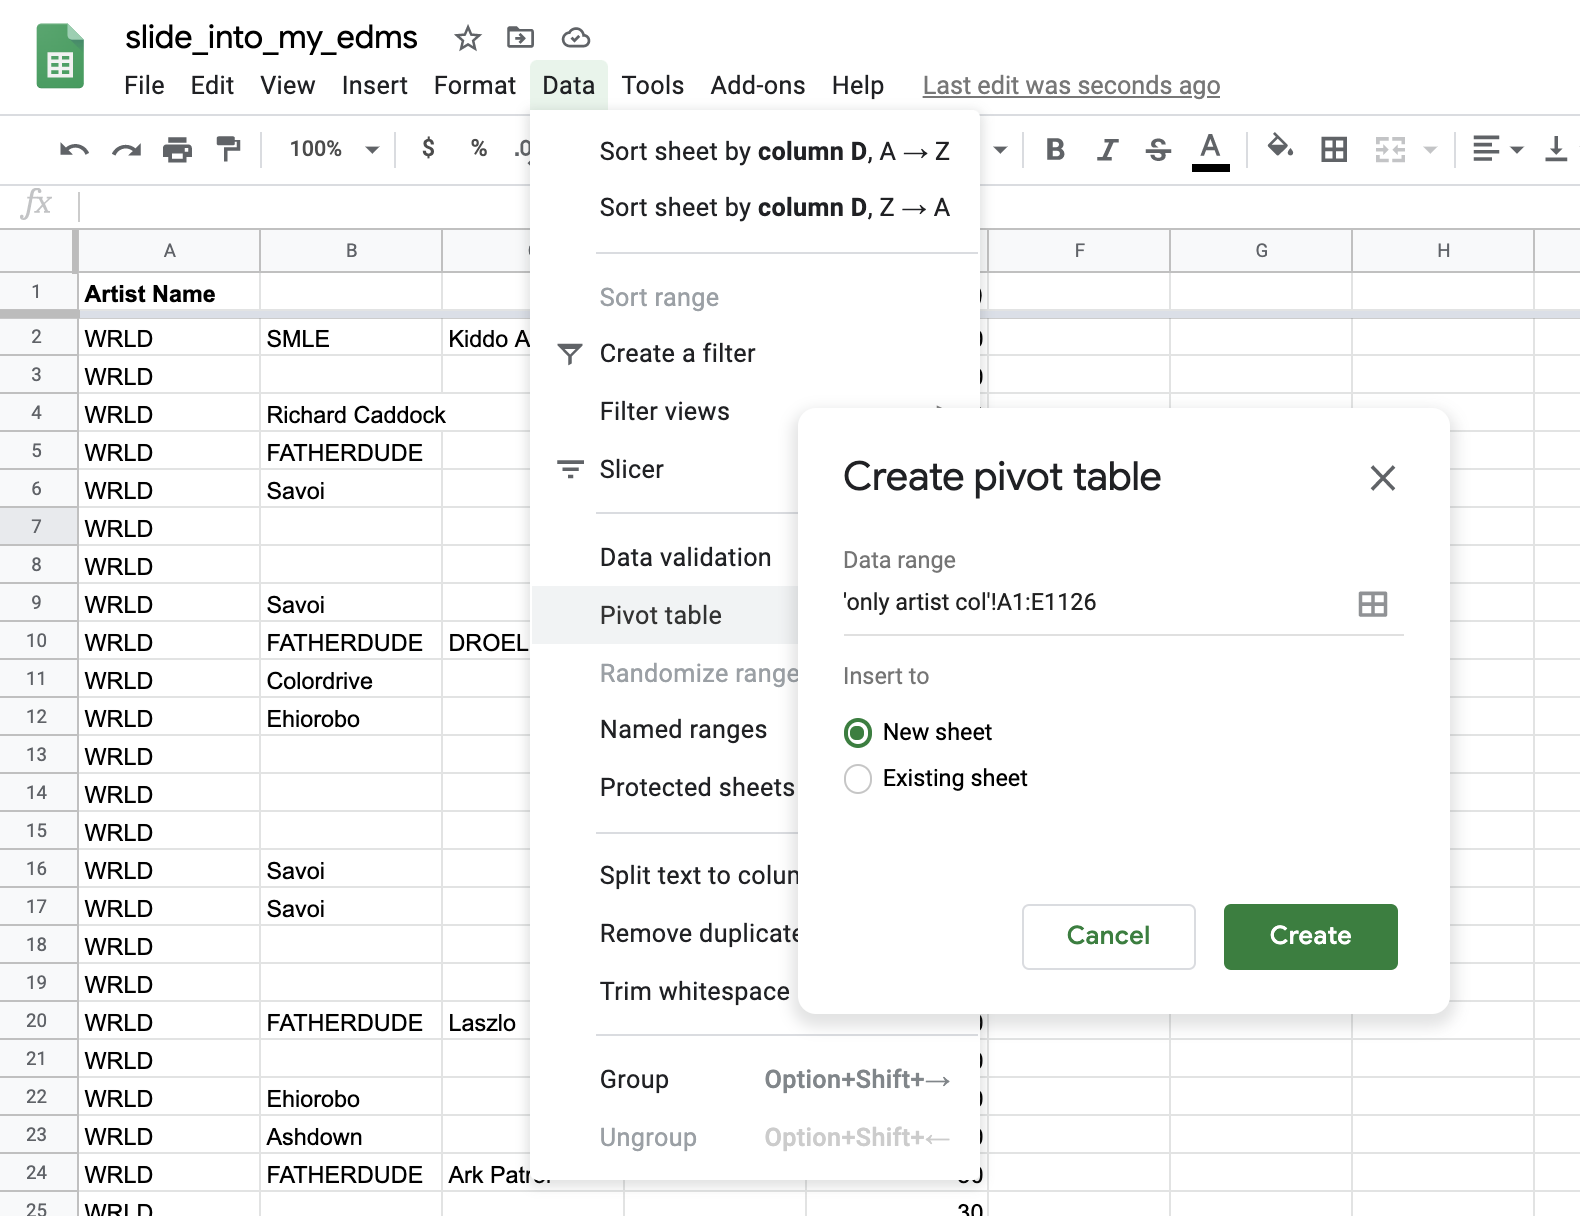 slide_into_my_edms
File Edit View Insert Format Data Tools Add-ons Help Last edit was seconds ago
100% $ % .0 B I S A
fx
A B F G H
1 Artist Name
2 WRLD SMLE Kiddo A
3 WRLD
4 WRLD Richard Caddock
5 WRLD FATHERDUDE
6 WRLD Savoi
7 WRLD
8 WRLD
9 WRLD Savoi
10 WRLD FATHERDUDE DROEL
11 WRLD Colordrive
12 WRLD Ehiorobo
13 WRLD
14 WRLD
15 WRLD
16 WRLD Savoi
17 WRLD Savoi
18 WRLD
19 WRLD
20 WRLD FATHERDUDE Laszlo
21 WRLD
22 WRLD Ehiorobo
23 WRLD Ashdown
24 WRLD FATHERDUDE Ark
25 WRLD 30
Sort sheet by column D, A → Z
Sort sheet by column D, Z → A
Sort range
Create a filter
Filter views
Slicer
Data validation
Pivot table
Randomize range
Named ranges
Protected sheets
Split text to colun
Remove duplicate
Trim whitespace
Group Option+Shift+→
Ungroup Option+Shift+←
Create pivot table
Data range
'only artist col'!A1:E1126
Insert to
New sheet
Existing sheet
Cancel Create